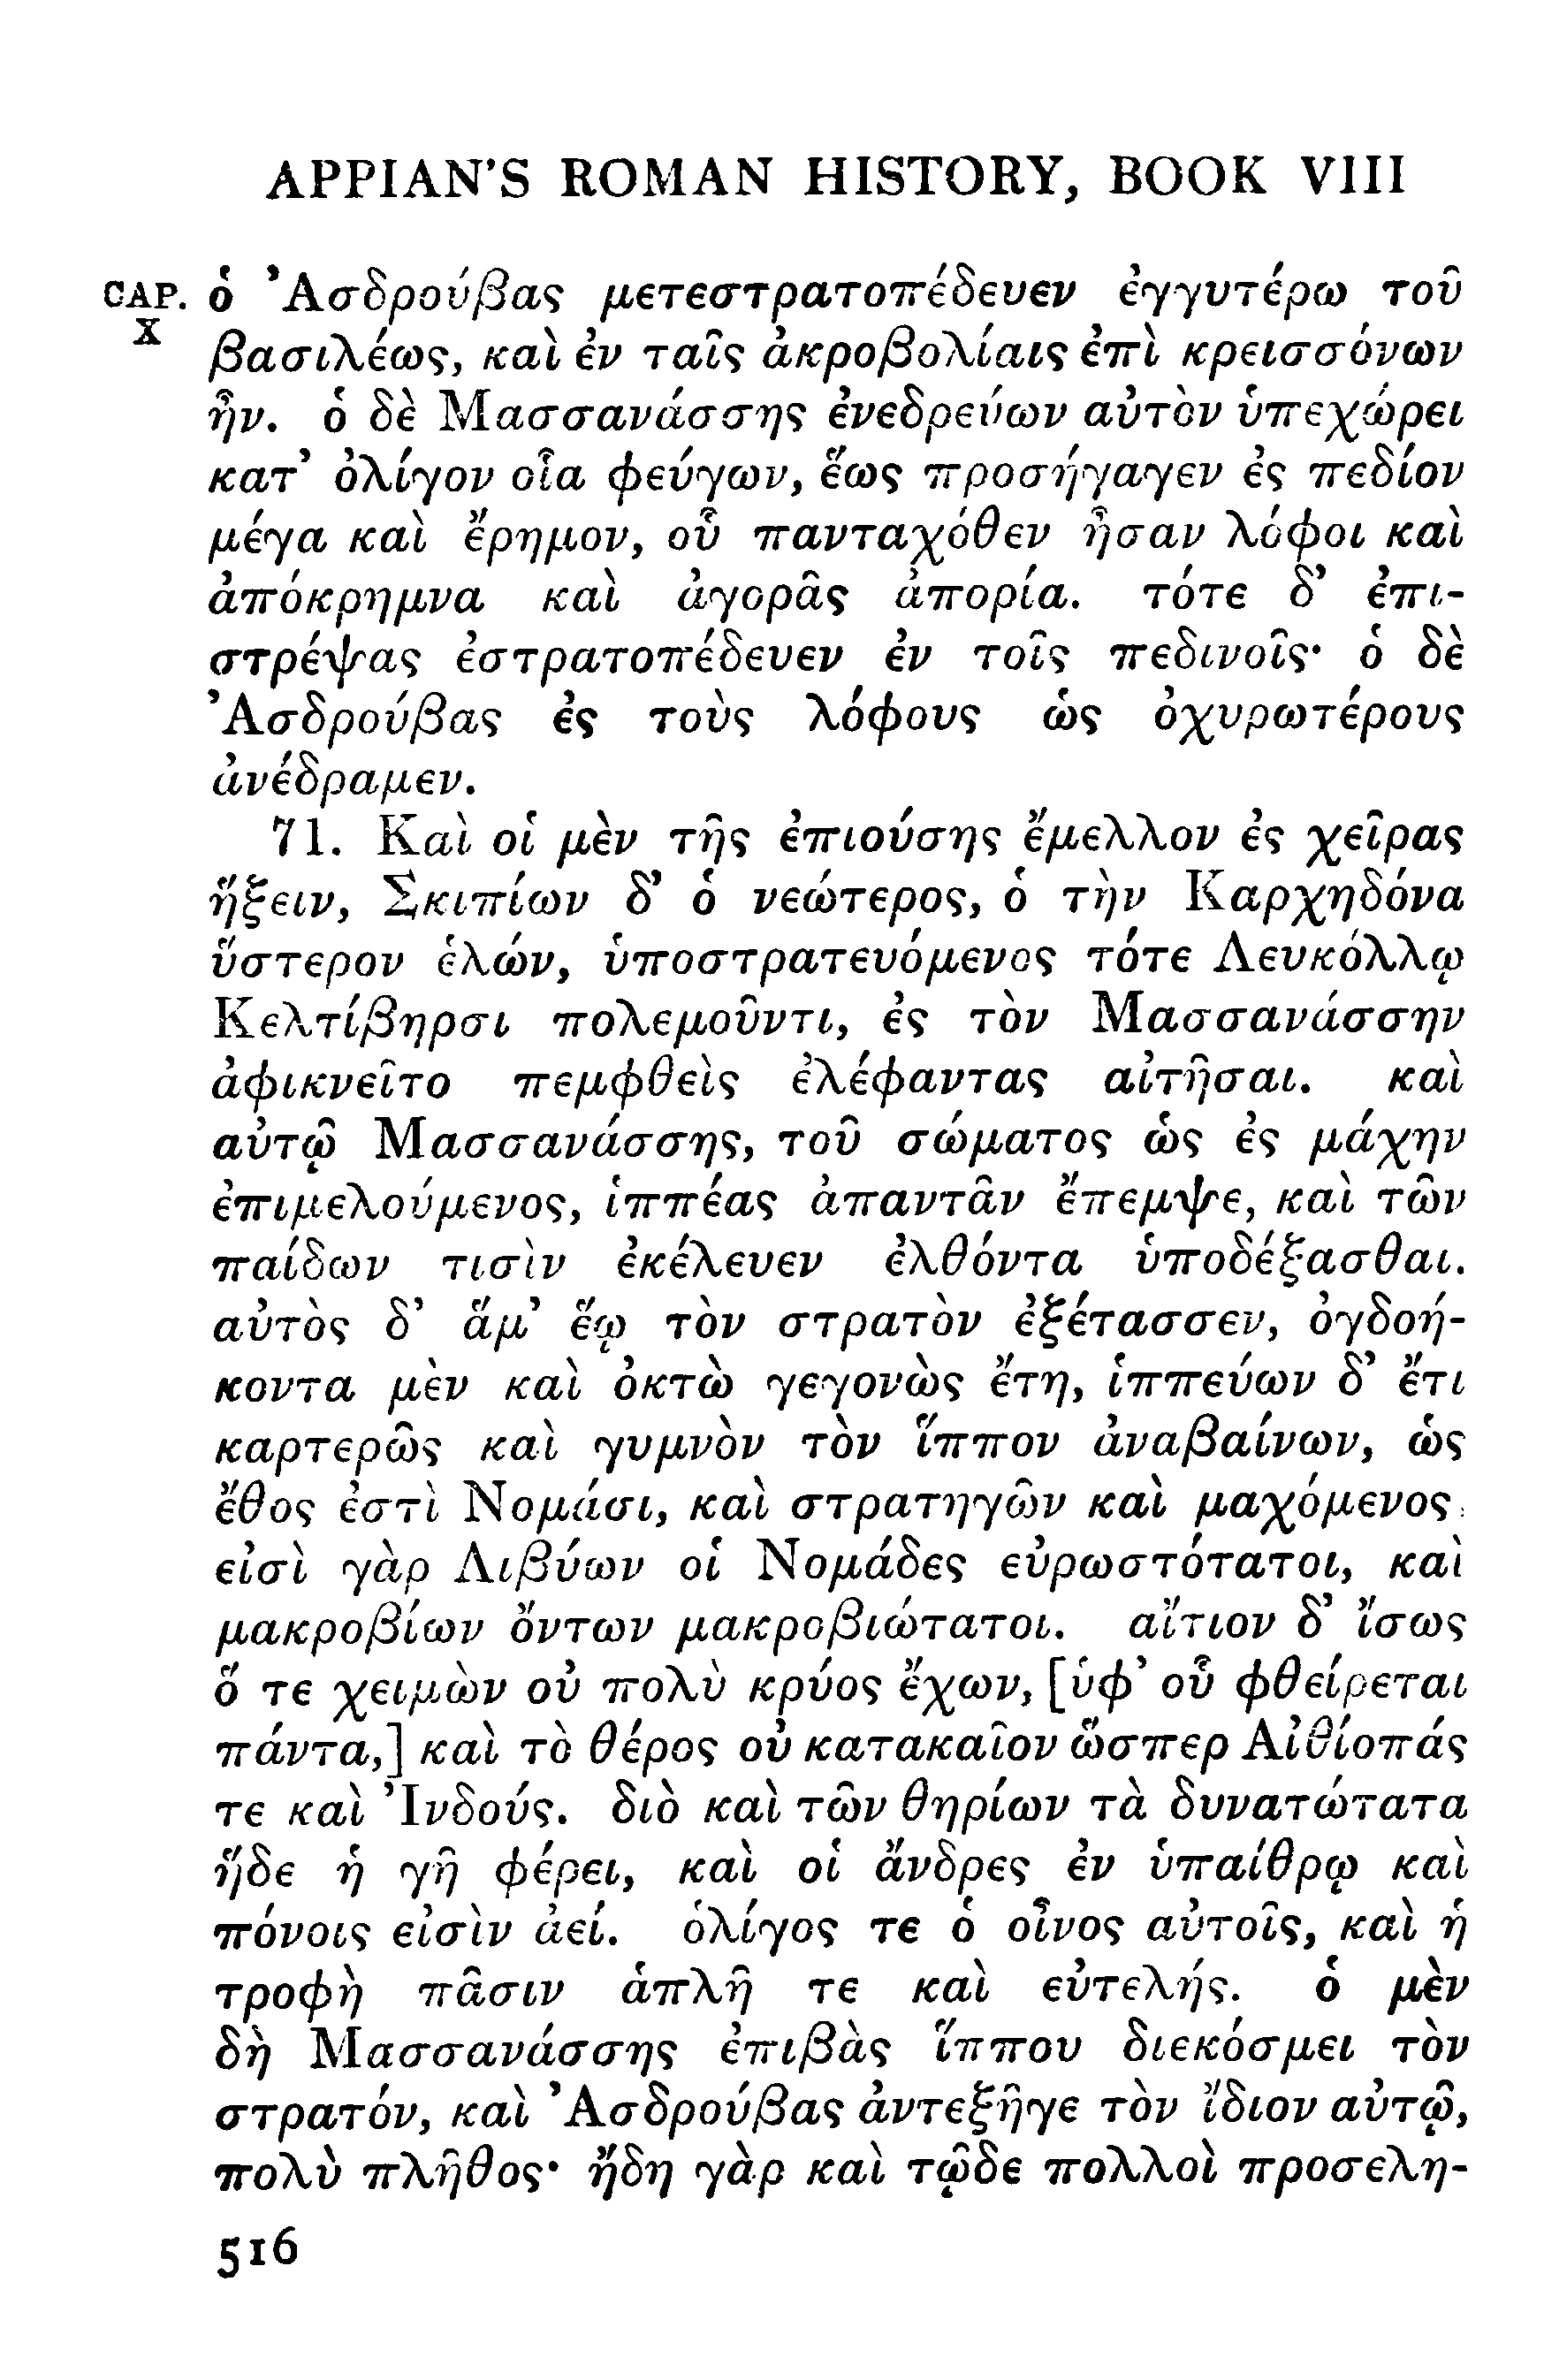 APPIAN'S ROMAN HISTORY, BOOK VIII
CAP. ὁ Ἀσδρούβας μετεστρατοπέδευεν ἐγγυτέρω τοῦ
X
βασιλέως, καὶ ἐν ταῖς ἀκροβολίαις ἐπὶ κρεισσόνων
ἦν. ὁ δὲ Μασσανάσσης ἐνεδρεύων αὐτὸν ὑπεχώρει
κατ’ ὀλίγον οἷα φεύγων, ἕως προσήγαγεν ἐς πεδίον
μέγα καὶ ἔρημον, οὗ πανταχόθεν ἦσαν λόφοι καὶ
ἀπόκρημνα καὶ ἀγορᾶς ἀπορία. τότε δ’ ἐπι-
στρέψας ἐστρατοπέδευεν ἐν τοῖς πεδινοῖς· ὁ δὲ
Ἀσδρούβας ἐς τοὺς λόφους ὡς ὀχυρωτέρους
ἀνέδραμεν.
71. Καὶ οἱ μὲν τῆς ἐπιούσης ἔμελλον ἐς χεῖρας
ἥξειν, Σκιπίων δ’ ὁ νεώτερος, ὁ τὴν Καρχηδόνα
ὕστερον ἑλών, ὑποστρατευόμενος τότε Λευκόλλῳ
Κελτίβηρσι πολεμοῦντι, ἐς τὸν Μασσανάσσην
ἀφικνεῖτο πεμφθεὶς ἐλέφαντας αἰτῆσαι. καὶ
αὐτῷ Μασσανάσσης, τοῦ σώματος ὡς ἐς μάχην
ἐπιμελούμενος, ἱππέας ἀπαντᾶν ἔπεμψε, καὶ τῶν
παίδων τισὶν ἐκέλευεν ἐλθόντα ὑποδέξασθαι.
αὐτὸς δ’ ἅμ’ ἕῳ τὸν στρατὸν ἐξέτασσεν, ὀγδοή-
κοντα μὲν καὶ ὀκτὼ γεγονὼς ἔτη, ἱππεύων δ’ ἔτι
καρτερῶς καὶ γυμνὸν τὸν ἵππον ἀναβαίνων, ὡς
ἔθος ἐστὶ Νομάσι, καὶ στρατηγῶν καὶ μαχόμενος.
εἰσὶ γὰρ Λιβύων οἱ Νομάδες εὐρωστότατοι, καὶ
μακροβίων ὄντων μακροβιώτατοι. αἴτιον δ’ ἴσως
ὅ τε χειμὼν οὐ πολὺ κρύος ἔχων, [ὑφ’ οὗ φθείρεται
πάντα,] καὶ τὸ θέρος οὐ κατακαῖον ὥσπερ Αἰθίοπάς
τε καὶ Ἰνδούς. διὸ καὶ τῶν θηρίων τὰ δυνατώτατα
ἥδε ἡ γῆ φέρει, καὶ οἱ ἄνδρες ἐν ὑπαίθρῳ καὶ
πόνοις εἰσὶν ἀεί. ὀλίγος τε ὁ οἶνος αὐτοῖς, καὶ ἡ
τροφὴ πᾶσιν ἁπλῆ τε καὶ εὐτελής. ὁ μὲν
δὴ Μασσανάσσης ἐπιβὰς ἵππου διεκόσμει τὸν
στρατόν, καὶ Ἀσδρούβας ἀντεξῆγε τὸν ἴδιον αὐτῷ,
πολὺ πλῆθος· ἤδη γὰρ καὶ τῷδε πολλοὶ προσελη-
516